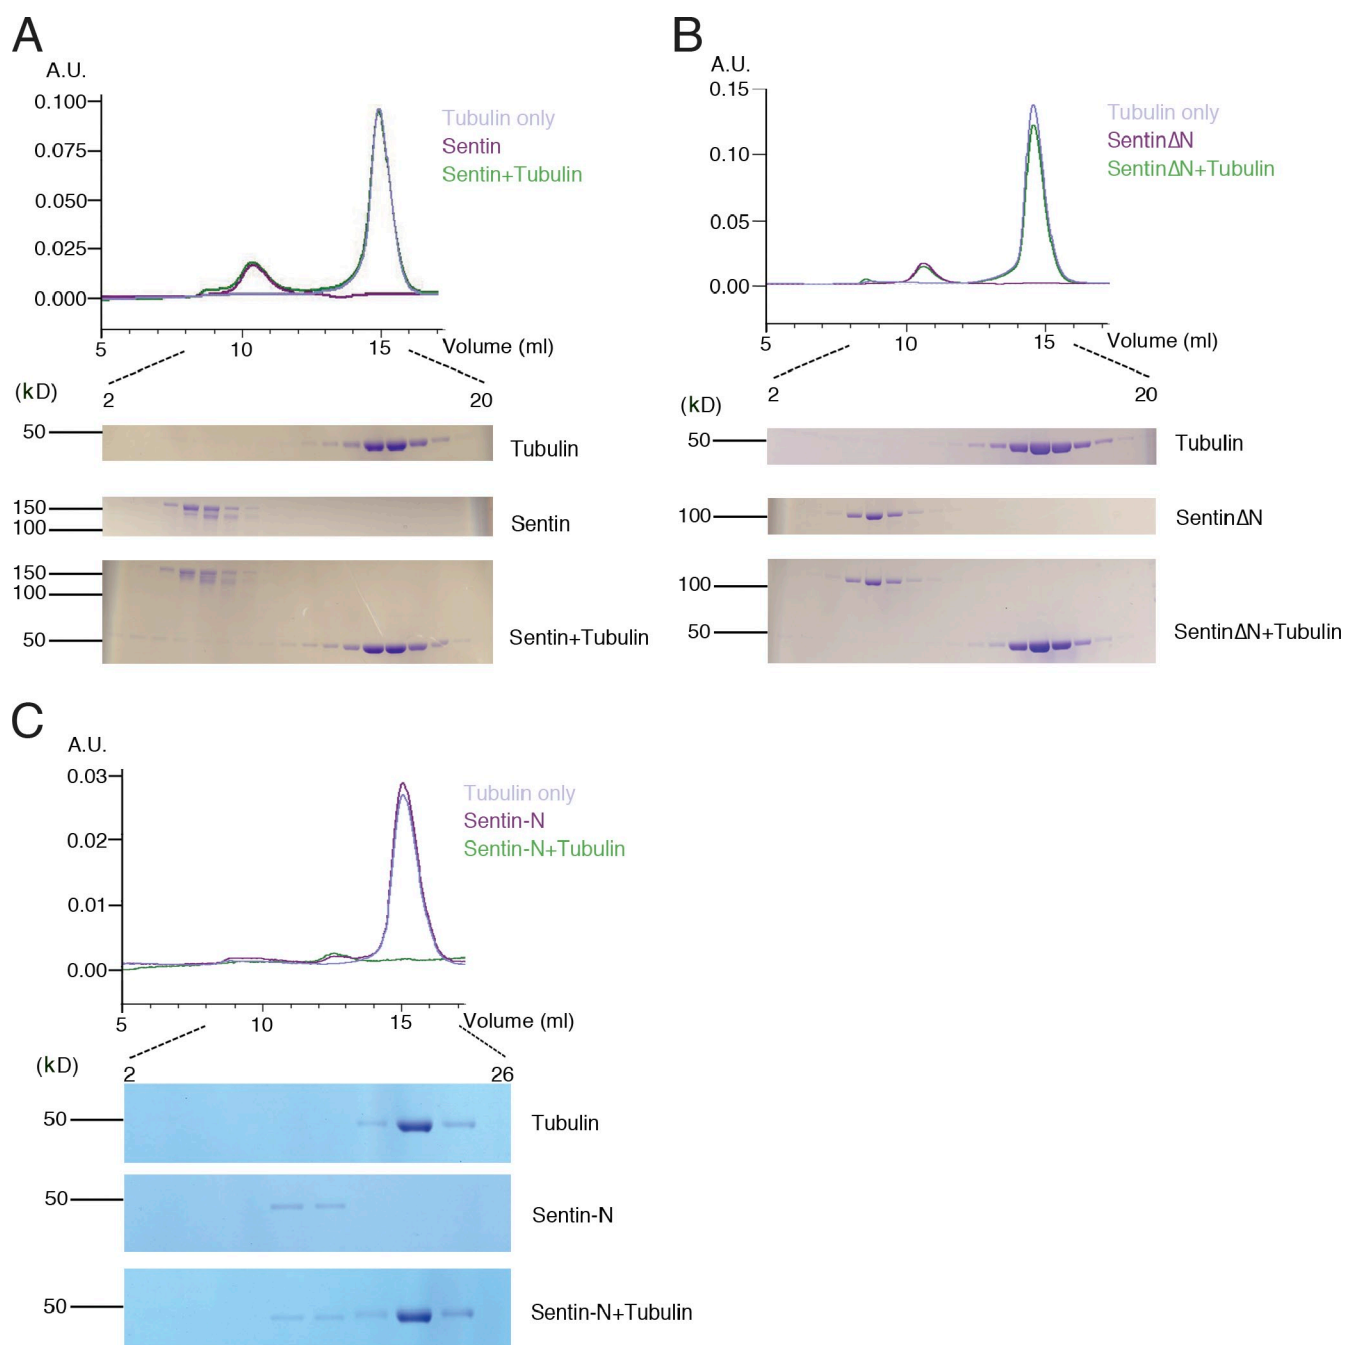 A
A.U.
0.100
0.075
0.050
0.025
0.000
Tubulin only
Sentin
Sentin+Tubulin
5 10 15 Volume (ml)
(kD)
2 20
50 Tubulin
150
100 Sentin
150
100
50 Sentin+Tubulin
B
A.U.
0.15
0.10
0.05
0.00
Tubulin only
SentinΔN
SentinΔN+Tubulin
5 10 15 Volume (ml)
2 20
(kD)
50 Tubulin
100 SentinΔN
100
50 SentinΔN+Tubulin
C
A.U.
0.03
0.02
0.01
0.00
Tubulin only
Sentin-N
Sentin-N+Tubulin
5 10 15 Volume (ml)
(kD)
2 26
50 Tubulin
50 Sentin-N
50 Sentin-N+Tubulin